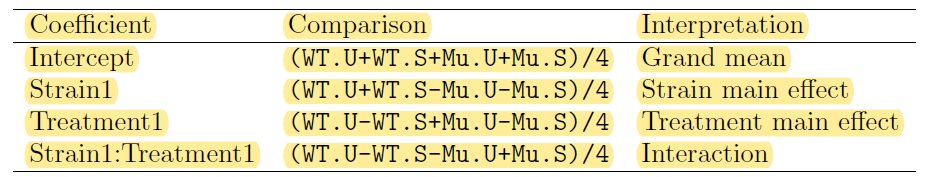 Coefficient Comparison Interpretation
Intercept (WT.U+WT.S+Mu.U+Mu.S)/4 Grand mean
Strain1 (WT.U+WT.S-Mu.U-Mu.S)/4 Strain main effect
Treatment1 (WT.U-WT.S+Mu.U-Mu.S)/4 Treatment main effect
Strain1:Treatment1 (WT.U-WT.S-Mu.U+Mu.S)/4 Interaction